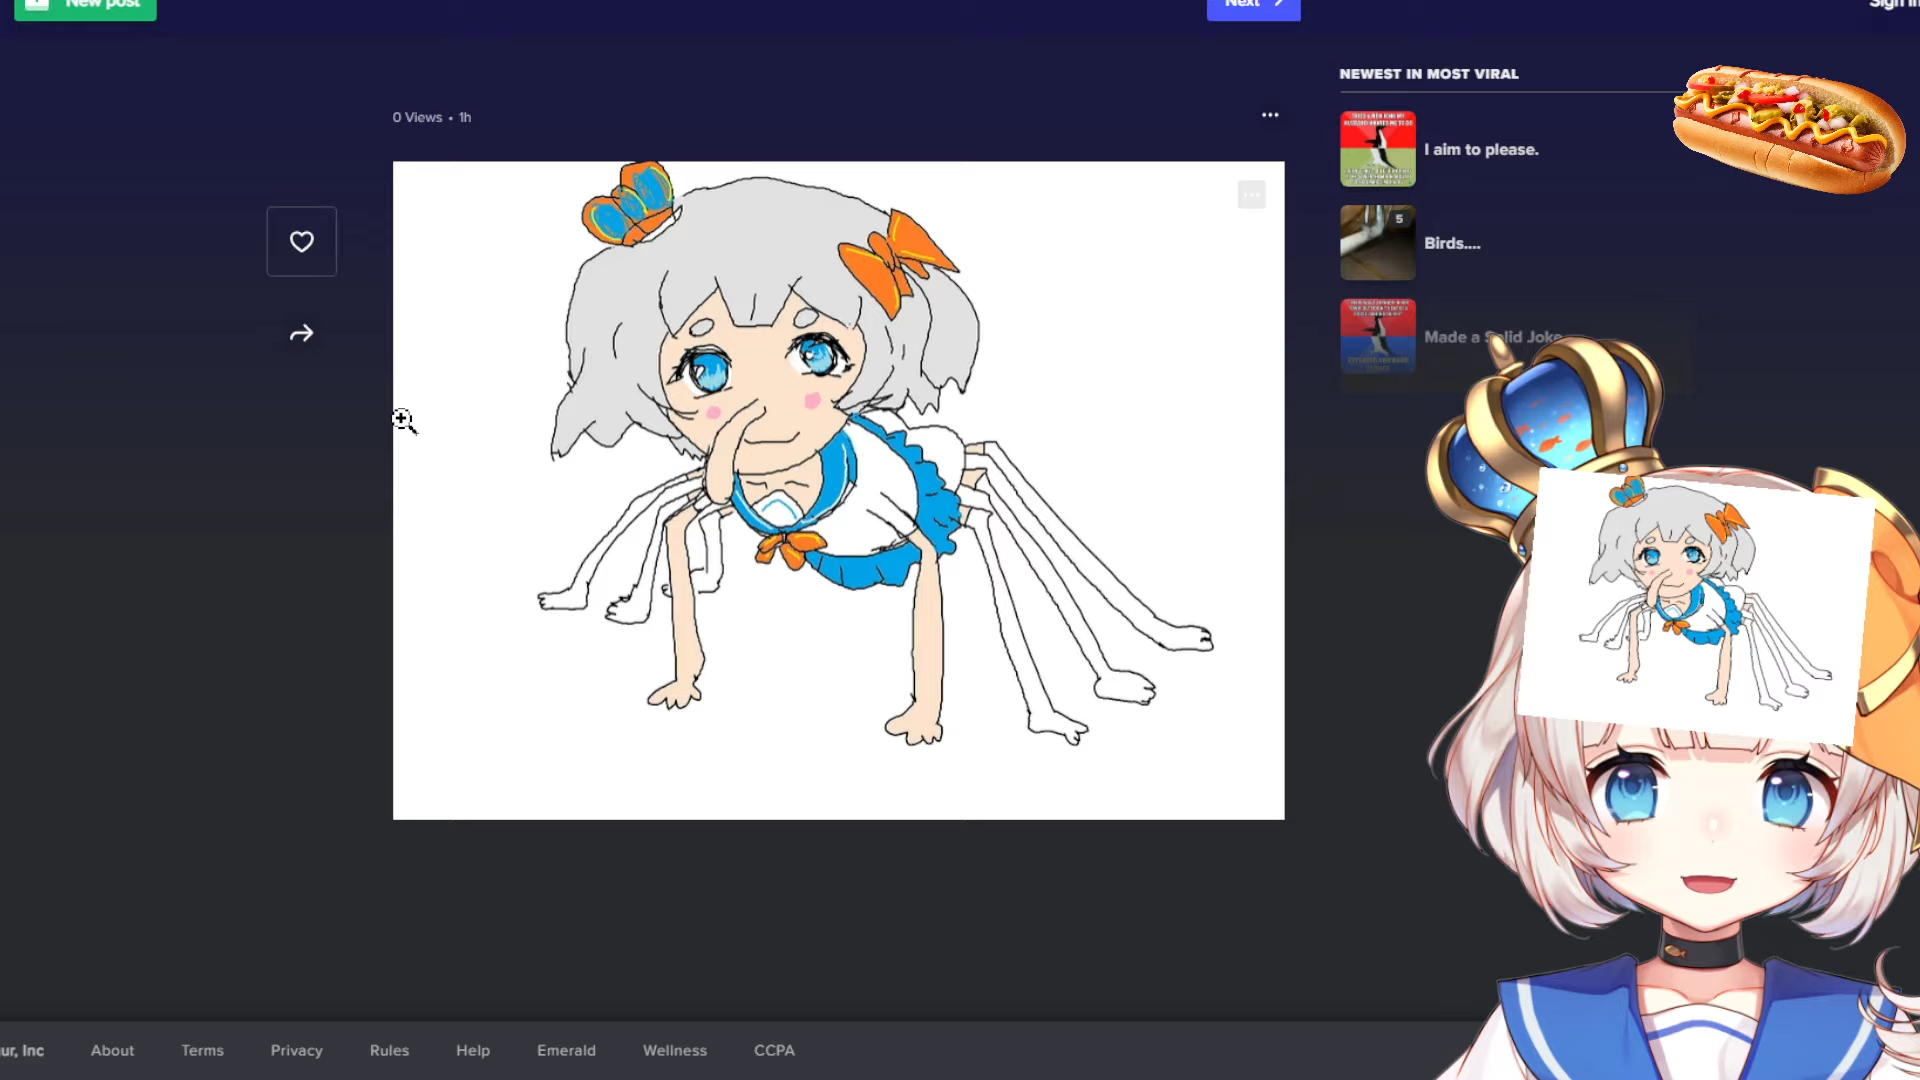 New post
Next
Sign in
NEWEST IN MOST VIRAL
0 Views • 1h
I aim to please.
5
Birds....
Made a Solid Joke
ur, Inc
About
Terms
Privacy
Rules
Help
Emerald
Wellness
CCPA